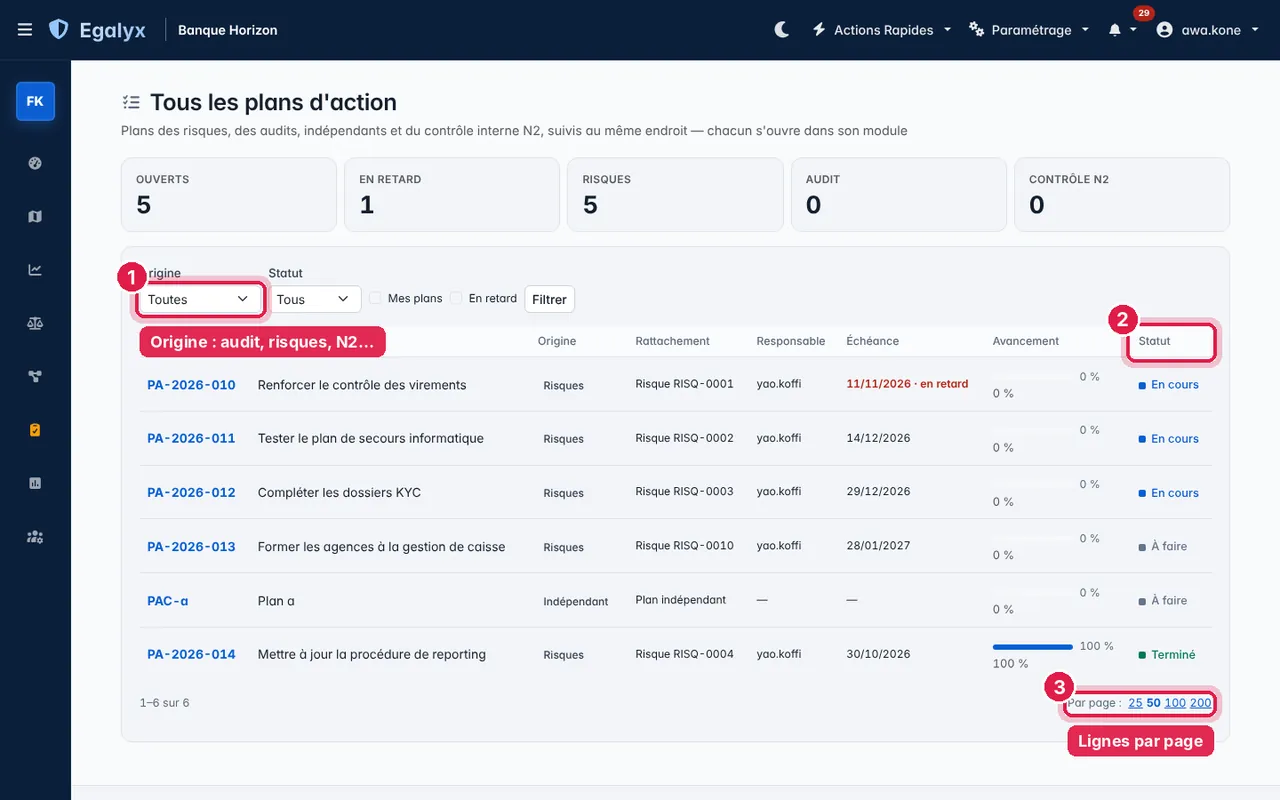 Egalyx
Banque Horizon
Actions Rapides
Paramétrage
29
awa.kone
FK
Tous les plans d'action
Plans des risques, des audits, indépendants et du contrôle interne N2, suivis au même endroit — chacun s'ouvre dans son module
OUVERTS
5
EN RETARD
1
RISQUES
5
AUDIT
0
CONTRÔLE N2
0
1
rigine
Statut
Toutes
Tous
Mes plans
En retard
Filtrer
Origine : audit, risques, N2...
2
Origine Rattachement Responsable Échéance Avancement Statut
PA-2026-010 Renforcer le contrôle des virements Risques Risque RISQ-0001 yao.koffi 11/11/2026 · en retard 0 % En cours
0 %
PA-2026-011 Tester le plan de secours informatique Risques Risque RISQ-0002 yao.koffi 14/12/2026 0 % En cours
0 %
PA-2026-012 Compléter les dossiers KYC Risques Risque RISQ-0003 yao.koffi 29/12/2026 0 % En cours
0 %
PA-2026-013 Former les agences à la gestion de caisse Risques Risque RISQ-0010 yao.koffi 28/01/2027 0 % À faire
0 %
PAC-a Plan a Indépendant Plan indépendant — — 0 % À faire
0 %
PA-2026-014 Mettre à jour la procédure de reporting Risques Risque RISQ-0004 yao.koffi 30/10/2026 100 % Terminé
100 %
1–6 sur 6
3
Par page : 25 50 100 200
Lignes par page